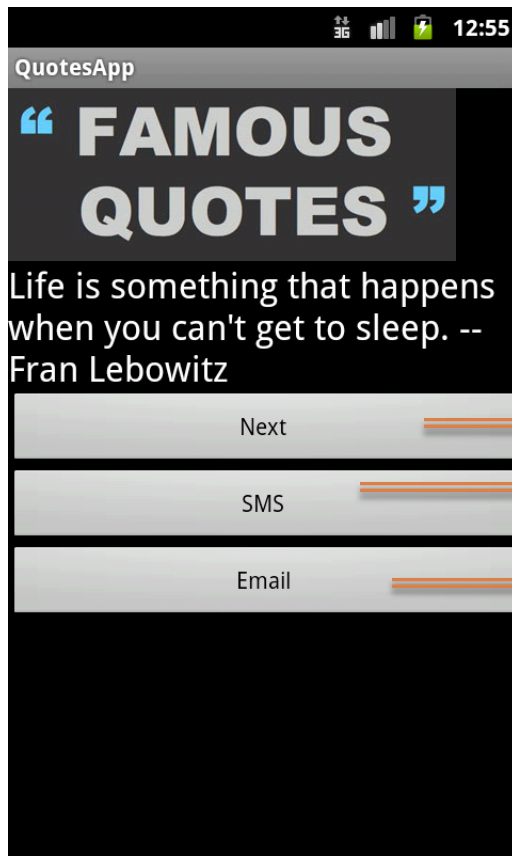 3G 12:55
QuotesApp
“ FAMOUS
QUOTES ”
Life is something that happens
when you can't get to sleep. --
Fran Lebowitz
Next
SMS
Email